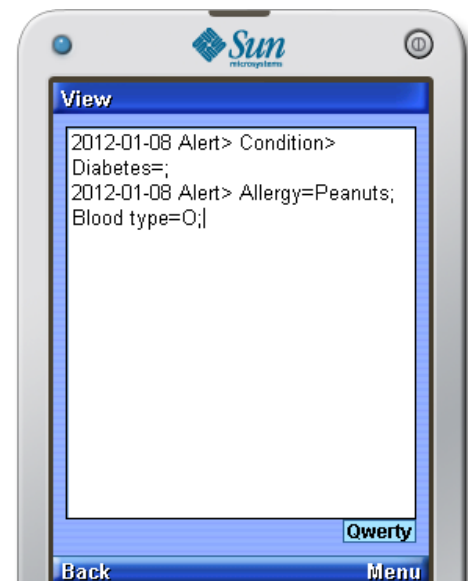 Sun
microsystems
View
2012-01-08 Alert> Condition>
Diabetes=;
2012-01-08 Alert> Allergy=Peanuts;
Blood type=O;
Qwerty
Back Menu